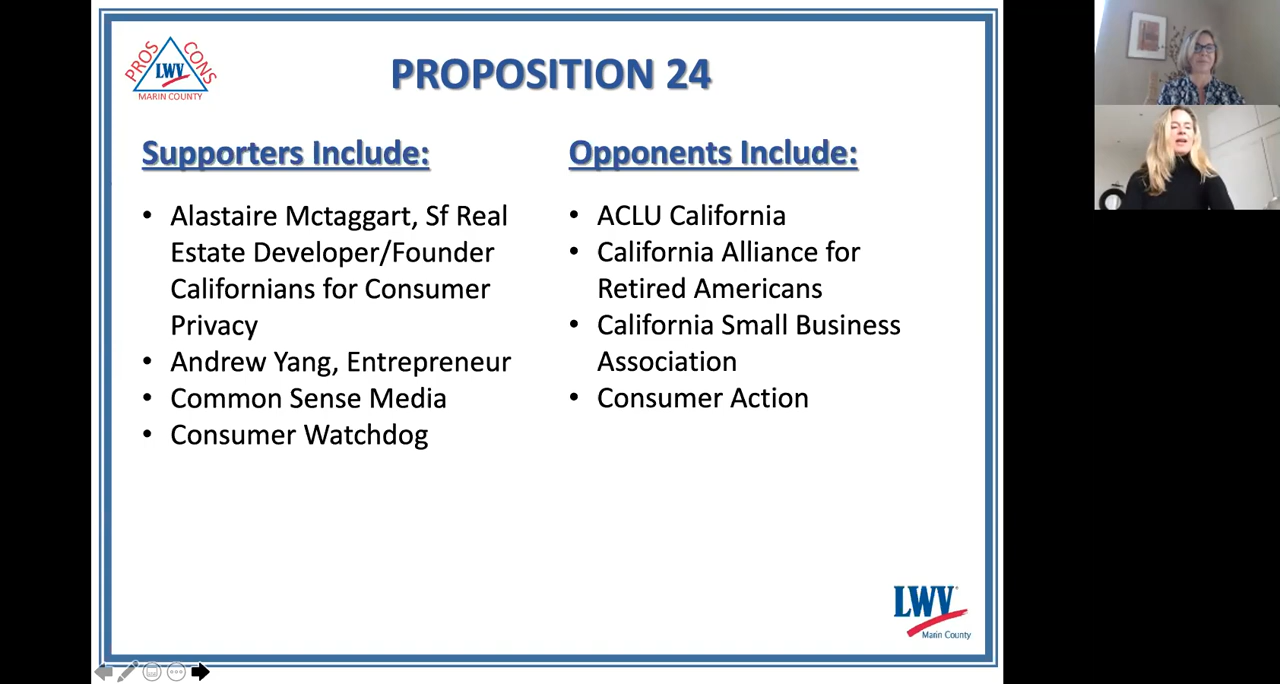 PROS
CONS
LWV
MARIN COUNTY
PROPOSITION 24
Supporters Include:
• Alastaire Mctaggart, Sf Real
Estate Developer/Founder
Californians for Consumer
Privacy
• Andrew Yang, Entrepreneur
• Common Sense Media
• Consumer Watchdog
Opponents Include:
• ACLU California
• California Alliance for
Retired Americans
• California Small Business
Association
• Consumer Action
LWV
Marin County